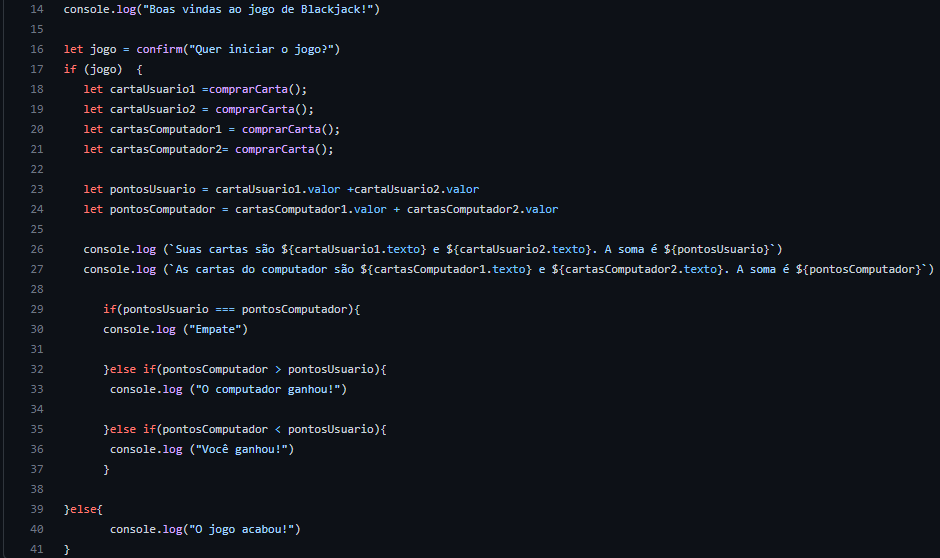 14 console.log("Boas vindas ao jogo de Blackjack!")
15
16 let jogo = confirm("Quer iniciar o jogo?")
17 if (jogo)  {
18    let cartaUsuario1 =comprarCarta();
19    let cartaUsuario2 = comprarCarta();
20    let cartasComputador1 = comprarCarta();
21    let cartasComputador2= comprarCarta();
22
23    let pontosUsuario = cartaUsuario1.valor +cartaUsuario2.valor
24    let pontosComputador = cartasComputador1.valor + cartasComputador2.valor
25
26    console.log (`Suas cartas são ${cartaUsuario1.texto} e ${cartaUsuario2.texto}. A soma é ${pontosUsuario}`)
27    console.log (`As cartas do computador são ${cartasComputador1.texto} e ${cartasComputador2.texto}. A soma é ${pontosComputador}`)
28
29       if(pontosUsuario === pontosComputador){
30       console.log ("Empate")
31
32       }else if(pontosComputador > pontosUsuario){
33        console.log ("O computador ganhou!")
34
35       }else if(pontosComputador < pontosUsuario){
36        console.log ("Você ganhou!")
37       }
38
39 }else{
40        console.log("O jogo acabou!")
41 }